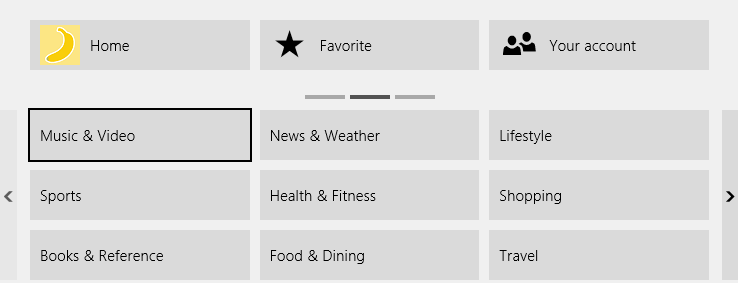 Home
Favorite
Your account
Music & Video
News & Weather
Lifestyle
Sports
Health & Fitness
Shopping
Books & Reference
Food & Dining
Travel